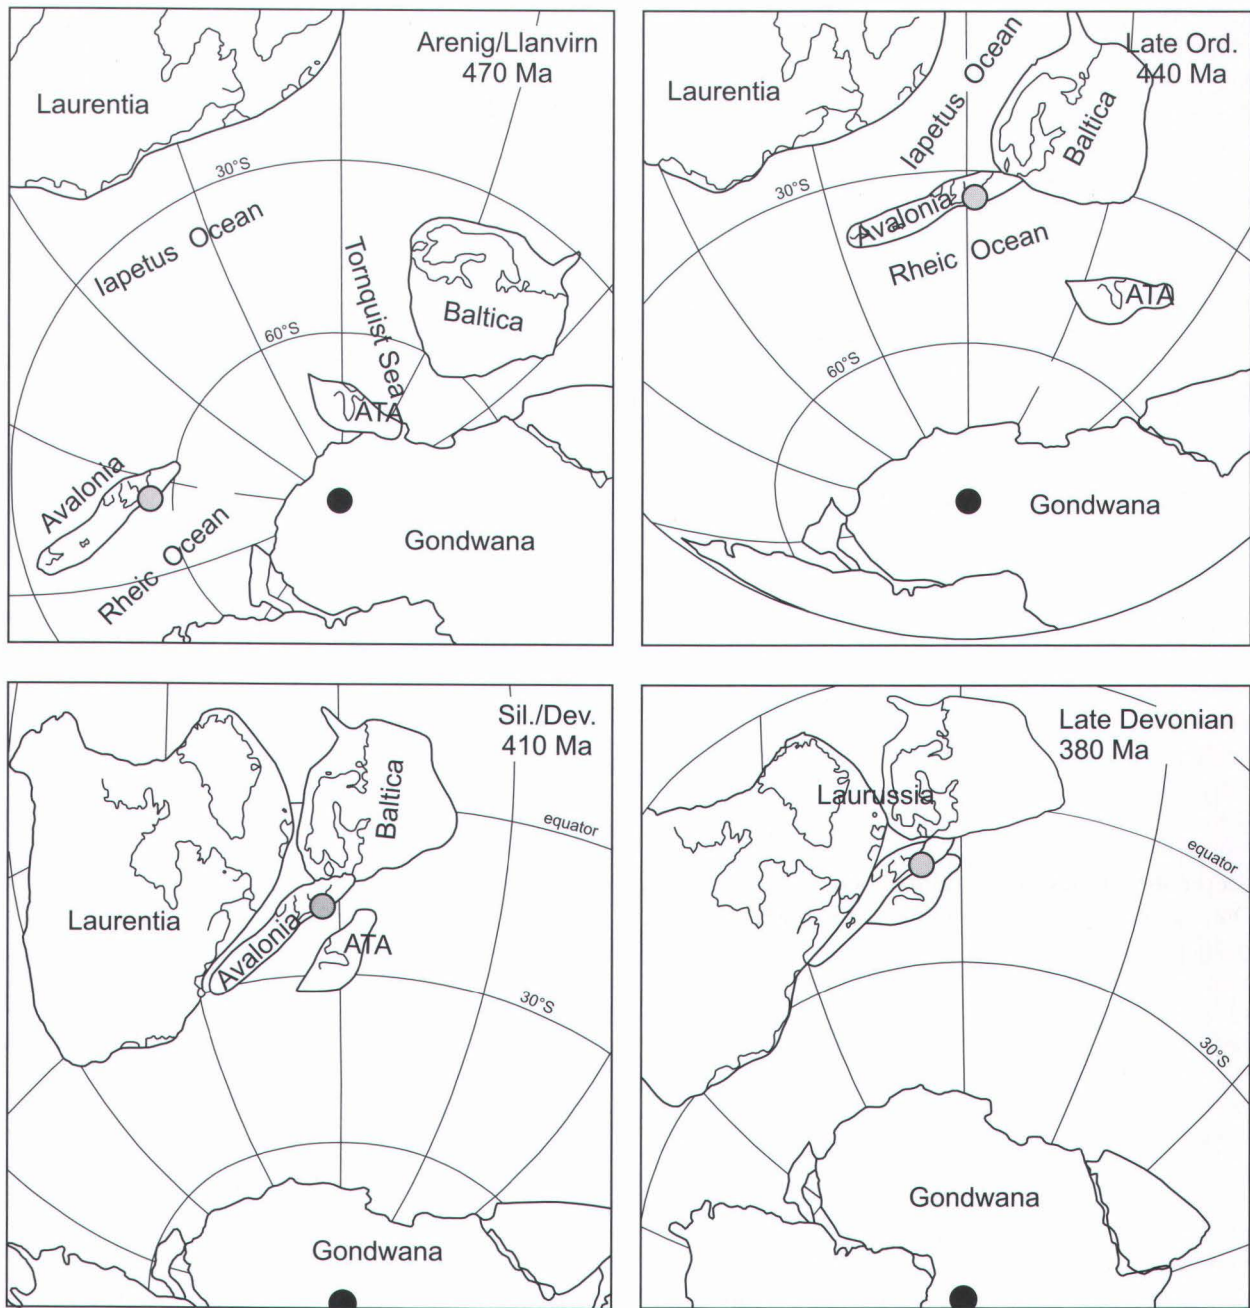 Arenig/Llanvirn
470 Ma
Laurentia
30°S
Iapetus Ocean
Tornquist Sea
60°S
Baltica
ATA
Avalonia
Rheic Ocean
Gondwana
Late Ord.
440 Ma
Laurentia
Iapetus Ocean
Baltica
30°S
Avalonia
Rheic Ocean
ATA
60°S
Gondwana
Sil./Dev.
410 Ma
Baltica
equator
Laurentia
Avalonia
ATA
30°S
Gondwana
Late Devonian
380 Ma
Laurussia
equator
30°S
Gondwana